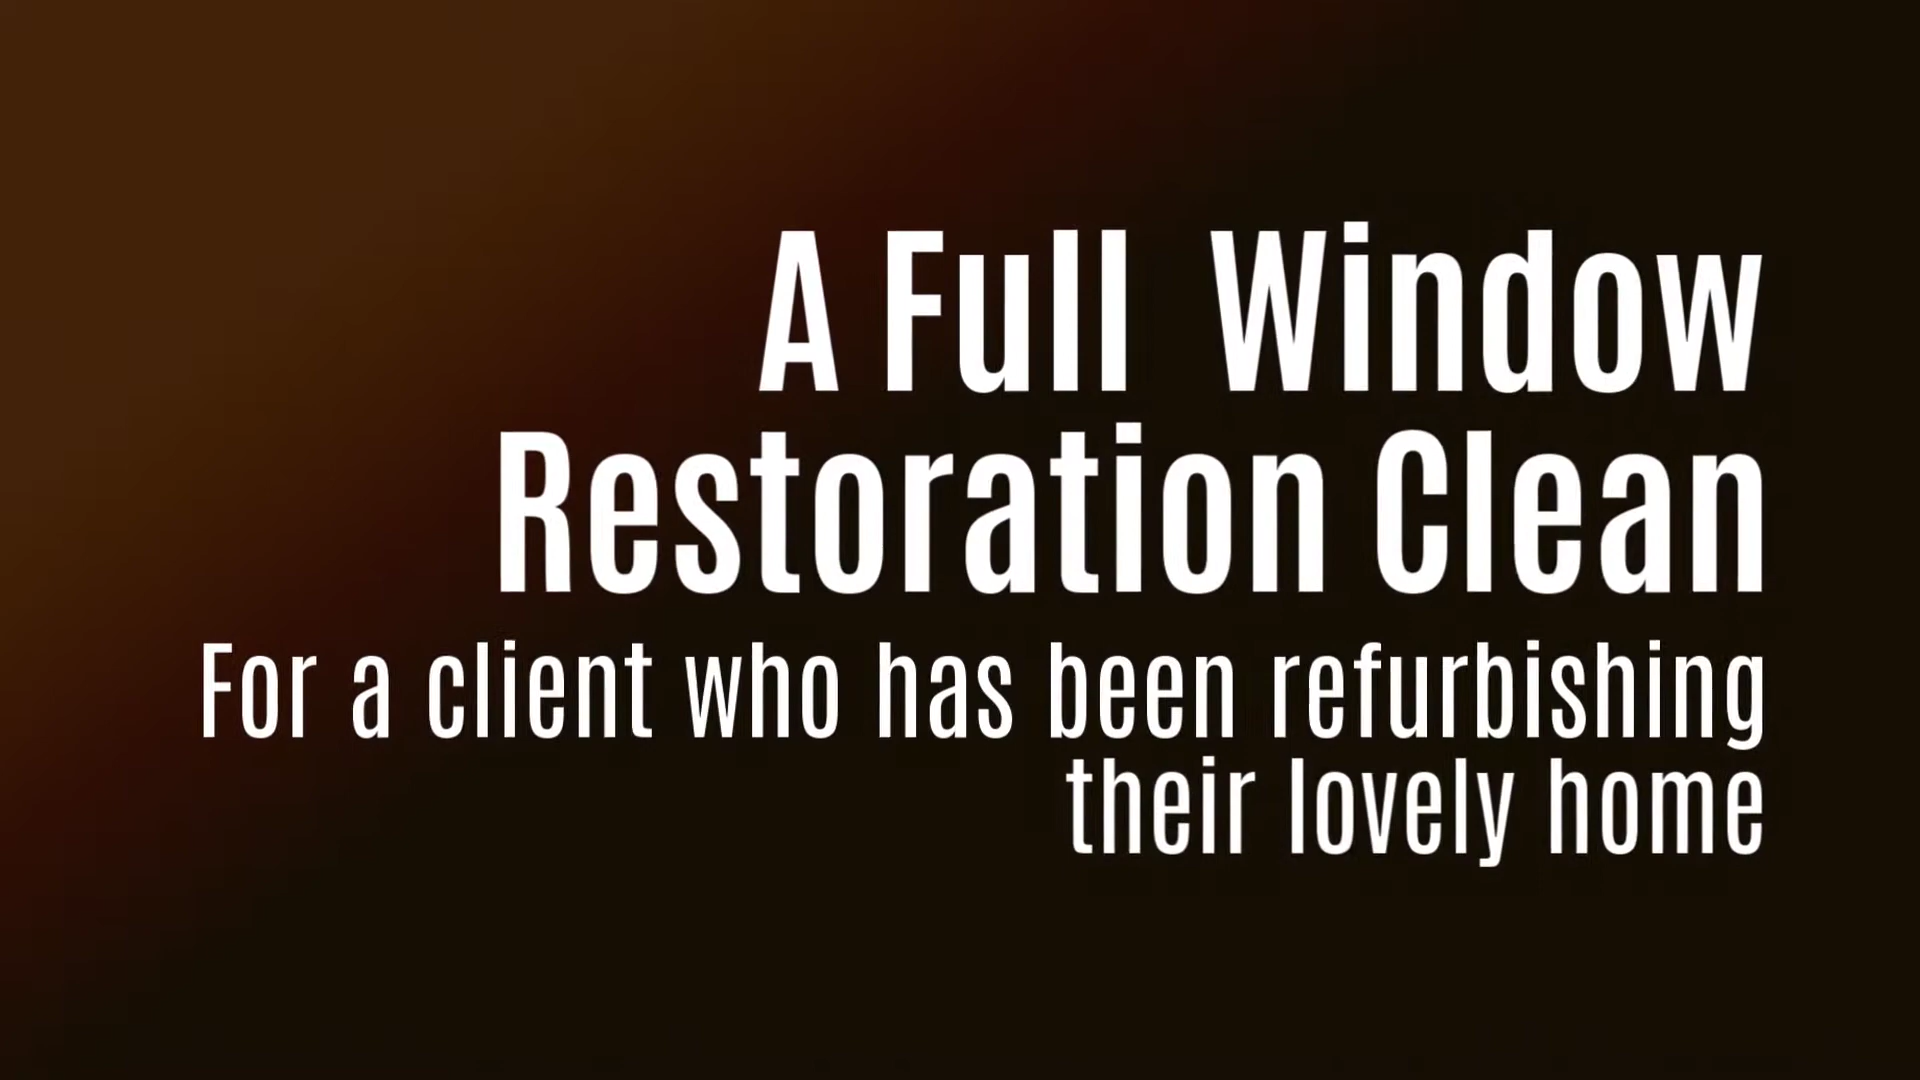 A Full  Window
Restoration Clean
For a client who has been refurbishing
their lovely home